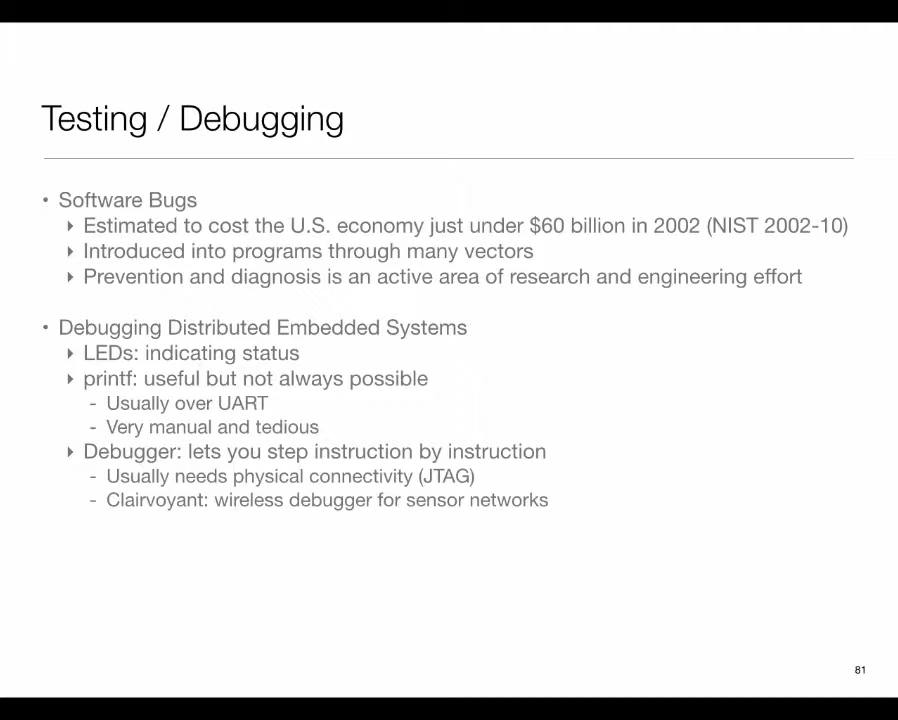 Testing / Debugging
• Software Bugs
‣ Estimated to cost the U.S. economy just under $60 billion in 2002 (NIST 2002-10)
‣ Introduced into programs through many vectors
‣ Prevention and diagnosis is an active area of research and engineering effort
• Debugging Distributed Embedded Systems
‣ LEDs: indicating status
‣ printf: useful but not always possible
- Usually over UART
- Very manual and tedious
‣ Debugger: lets you step instruction by instruction
- Usually needs physical connectivity (JTAG)
- Clairvoyant: wireless debugger for sensor networks
81